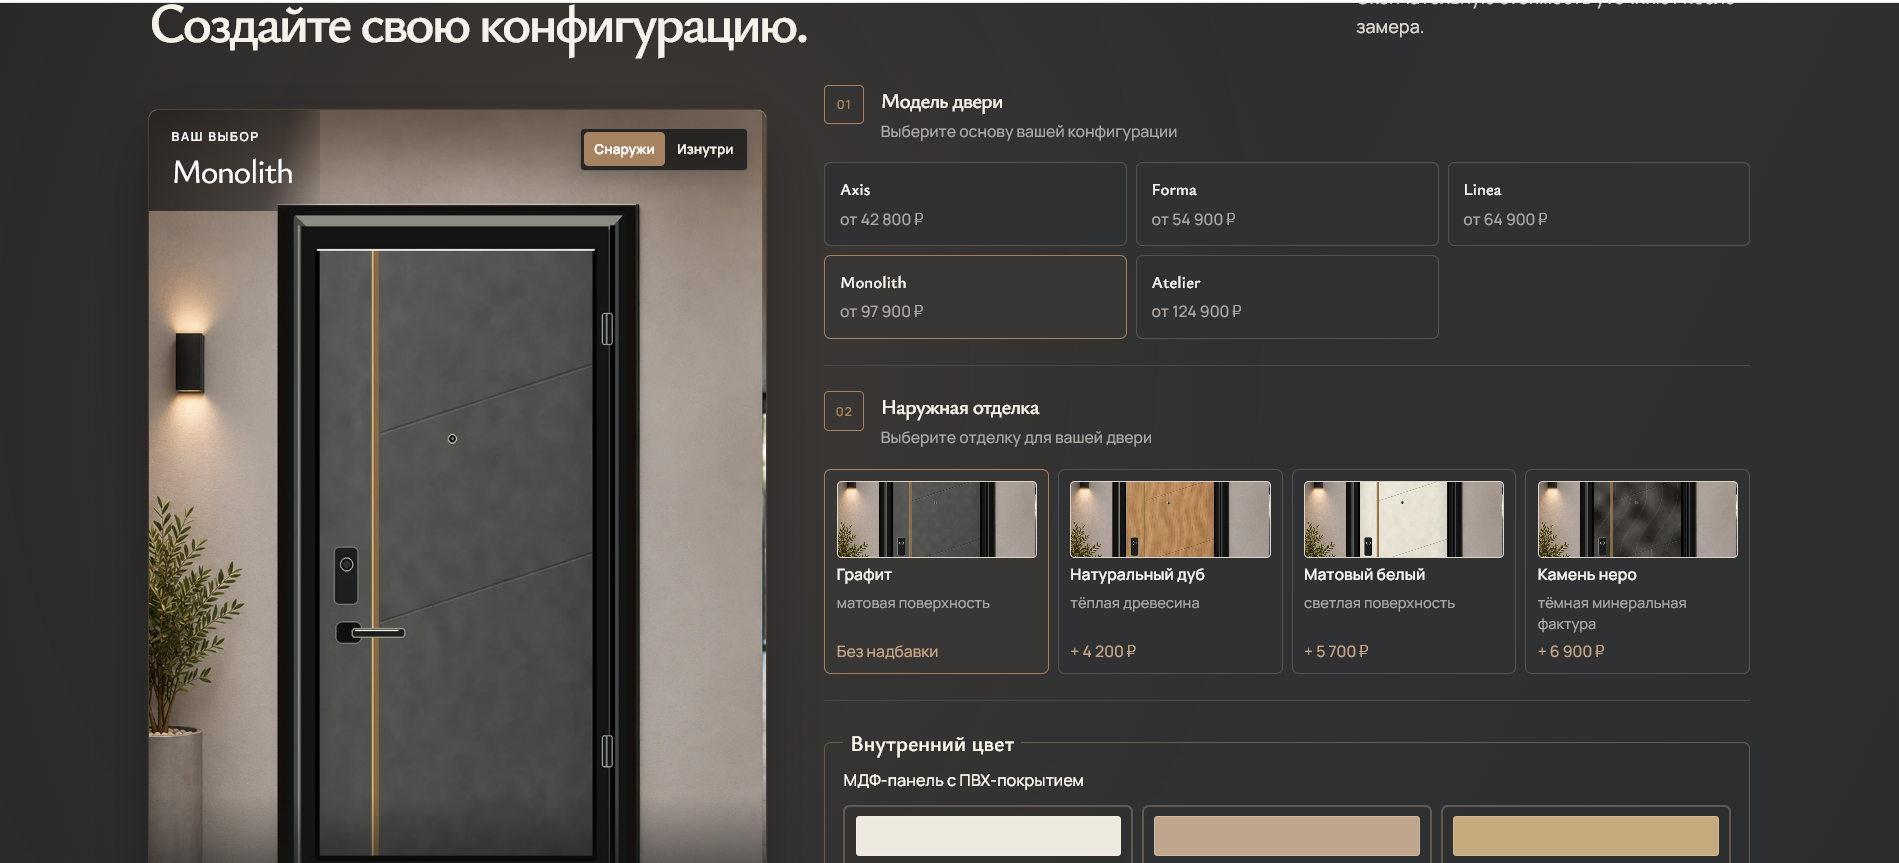 Создайте свою конфигурацию.
замера.
ВАШ ВЫБОР
Monolith
Снаружи
Изнутри
01
Модель двери
Выберите основу вашей конфигурации
Axis
от 42 800 ₽
Forma
от 54 900 ₽
Linea
от 64 900 ₽
Monolith
от 97 900 ₽
Atelier
от 124 900 ₽
02
Наружная отделка
Выберите отделку для вашей двери
Графит
матовая поверхность
Без надбавки
Натуральный дуб
тёплая древесина
+ 4 200 ₽
Матовый белый
светлая поверхность
+ 5 700 ₽
Камень неро
тёмная минеральная
фактура
+ 6 900 ₽
Внутренний цвет
МДФ-панель с ПВХ-покрытием